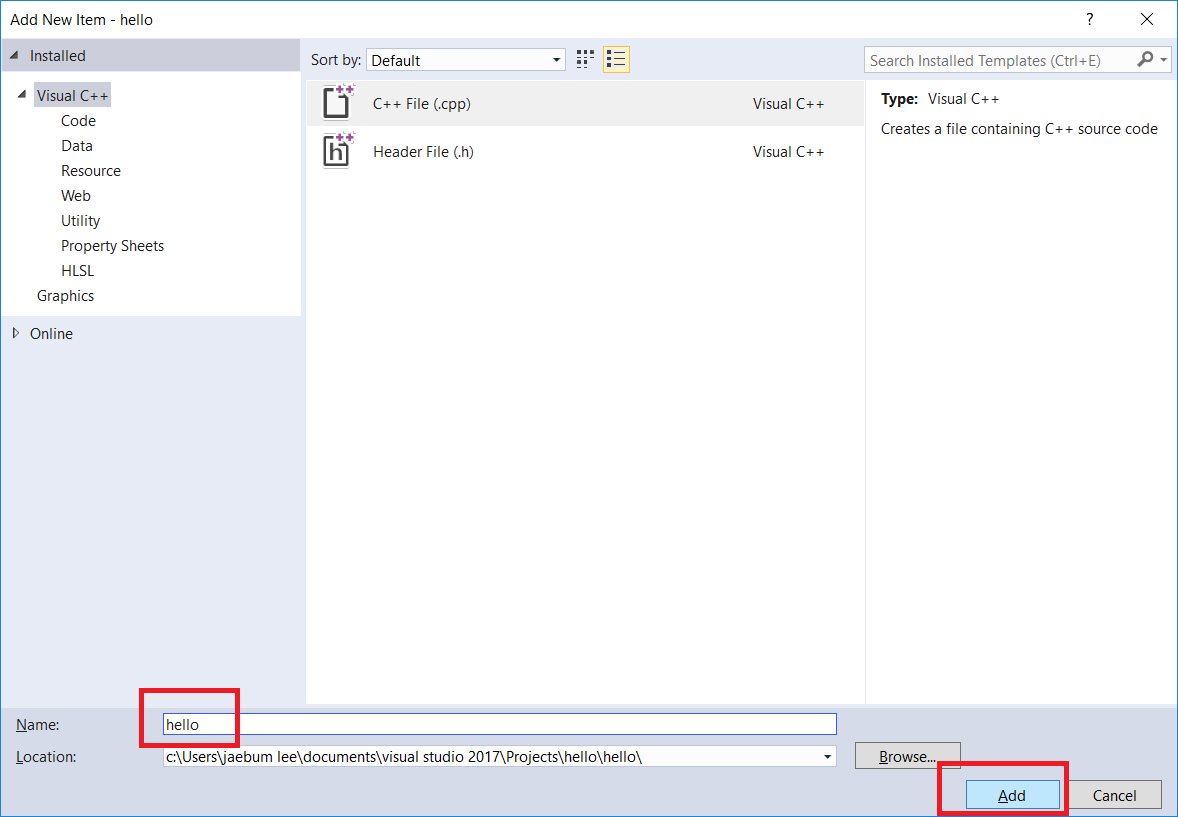 Add New Item - hello
?
Installed
Sort by: Default
Search Installed Templates (Ctrl+E)
Visual C++
Code
Data
Resource
Web
Utility
Property Sheets
HLSL
Graphics
Online
C++ File (.cpp) Visual C++
Header File (.h) Visual C++
Type: Visual C++
Creates a file containing C++ source code
Name: hello
Location: c:\Users\jaebum lee\documents\visual studio 2017\Projects\hello\hello\
Browse...
Add
Cancel